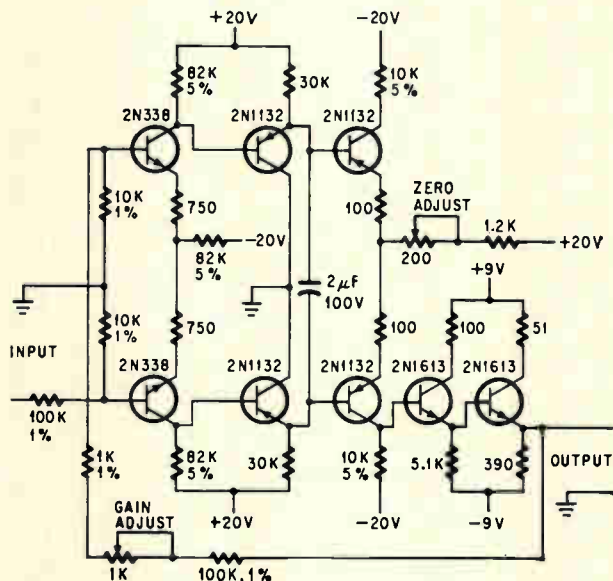 +20V
-20V
82K
5%
30K
10K
5%
2N338
2N1132
2N1132
10K
1%
750
100
ZERO
ADJUST
82K
5%
-20V
200
1.2K
+20V
2µF
100V
+9V
10K
1%
750
100
100
51
INPUT
2N338
2N1132
2N1132
2N1613
2N1613
100K
1%
1K
1%
82K
5%
30K
10K
5%
5.1K
390
OUTPUT
GAIN
ADJUST
+20V
-20V
-9V
1K
100K,1%